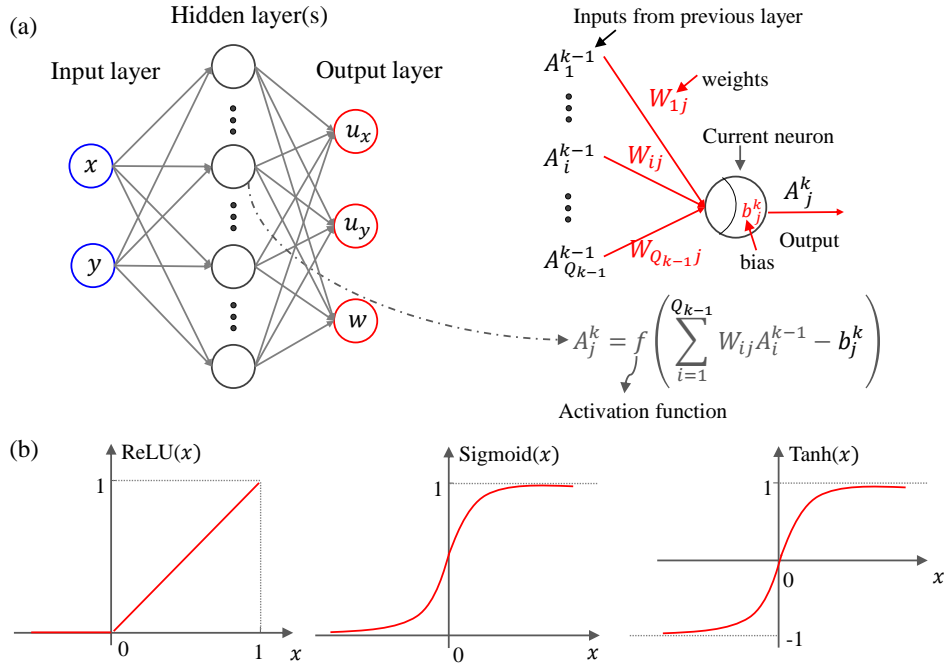 (a)
Hidden layer(s)
Input layer
Output layer
x
y
u_x
u_y
w
Inputs from previous layer
A_1^{k-1}
W_{1j}
weights
A_i^{k-1}
W_{ij}
Current neuron
A_j^k
b_j^k
Output
A_{Q_{k-1}}^{k-1}
W_{Q_{k-1}j}
bias
A_j^k = f(∑_{i=1}^{Q_{k-1}} W_{ij}A_i^{k-1} − b_j^k)
Activation function
(b)
ReLU(x)
1
0
1
x
Sigmoid(x)
1
0
x
Tanh(x)
1
0
x
-1